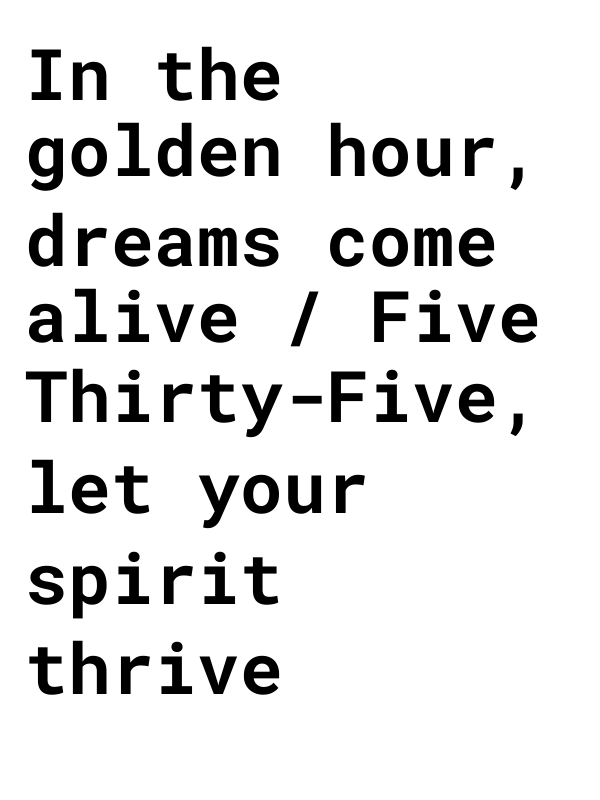 In the
golden hour,
dreams come
alive / Five
Thirty-Five,
let your
spirit
thrive